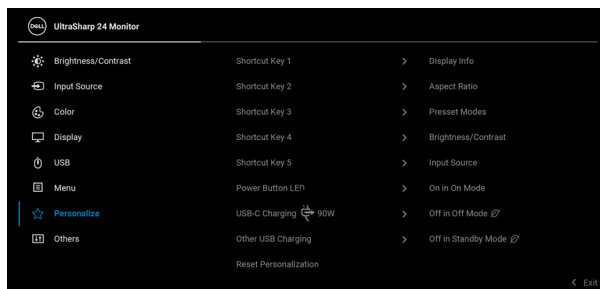 DELL UltraSharp 24 Monitor
Brightness/Contrast Shortcut Key 1 > Display Info
Input Source Shortcut Key 2 > Aspect Ratio
Color Shortcut Key 3 > Presset Modes
Display Shortcut Key 4 > Brightness/Contrast
USB Shortcut Key 5 > Input Source
Menu Power Button LED > On in On Mode
Personalize USB-C Charging 90W > Off in Off Mode
Others Other USB Charging > Off in Standby Mode
Reset Personalization
< Exit